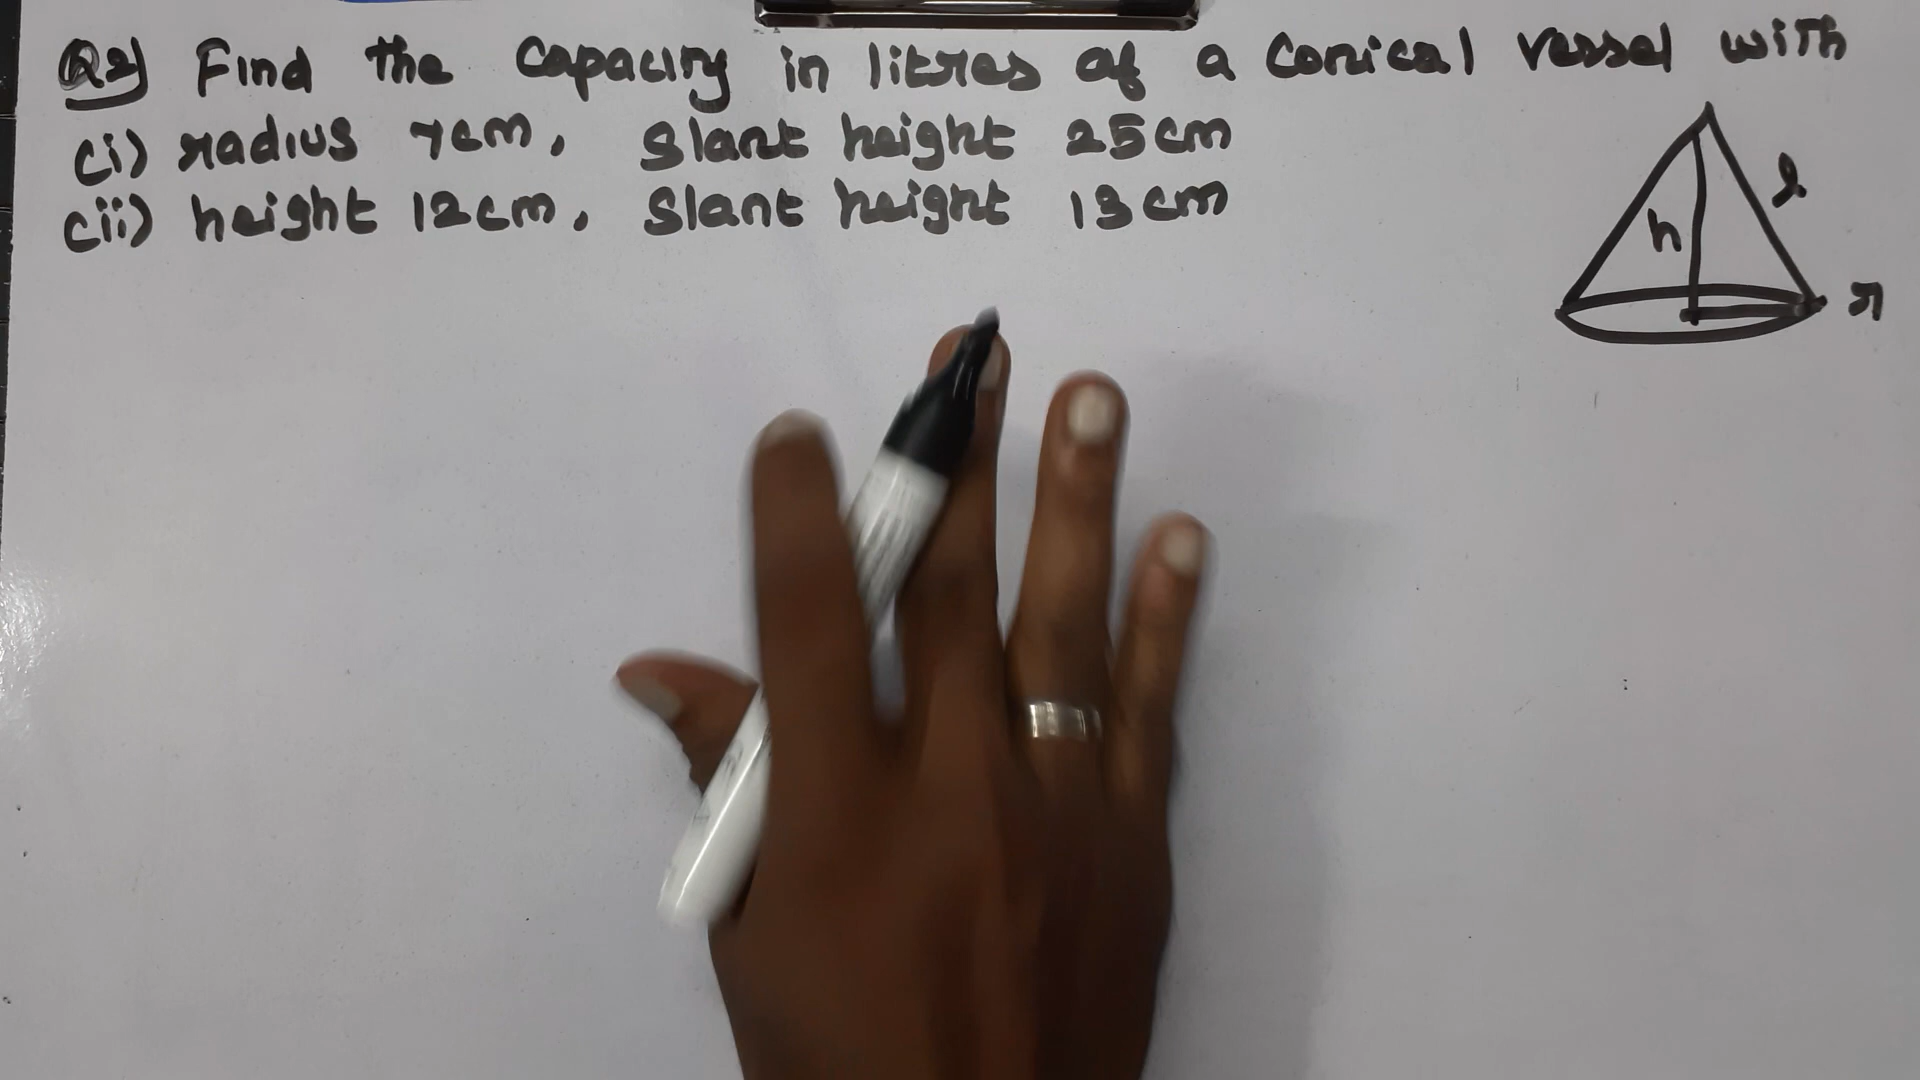 Q2) Find the capacity in litres of a conical vessel with
(i) radius 7cm, slant height 25cm
(ii) height 12cm, slant height 13cm
h
l
r